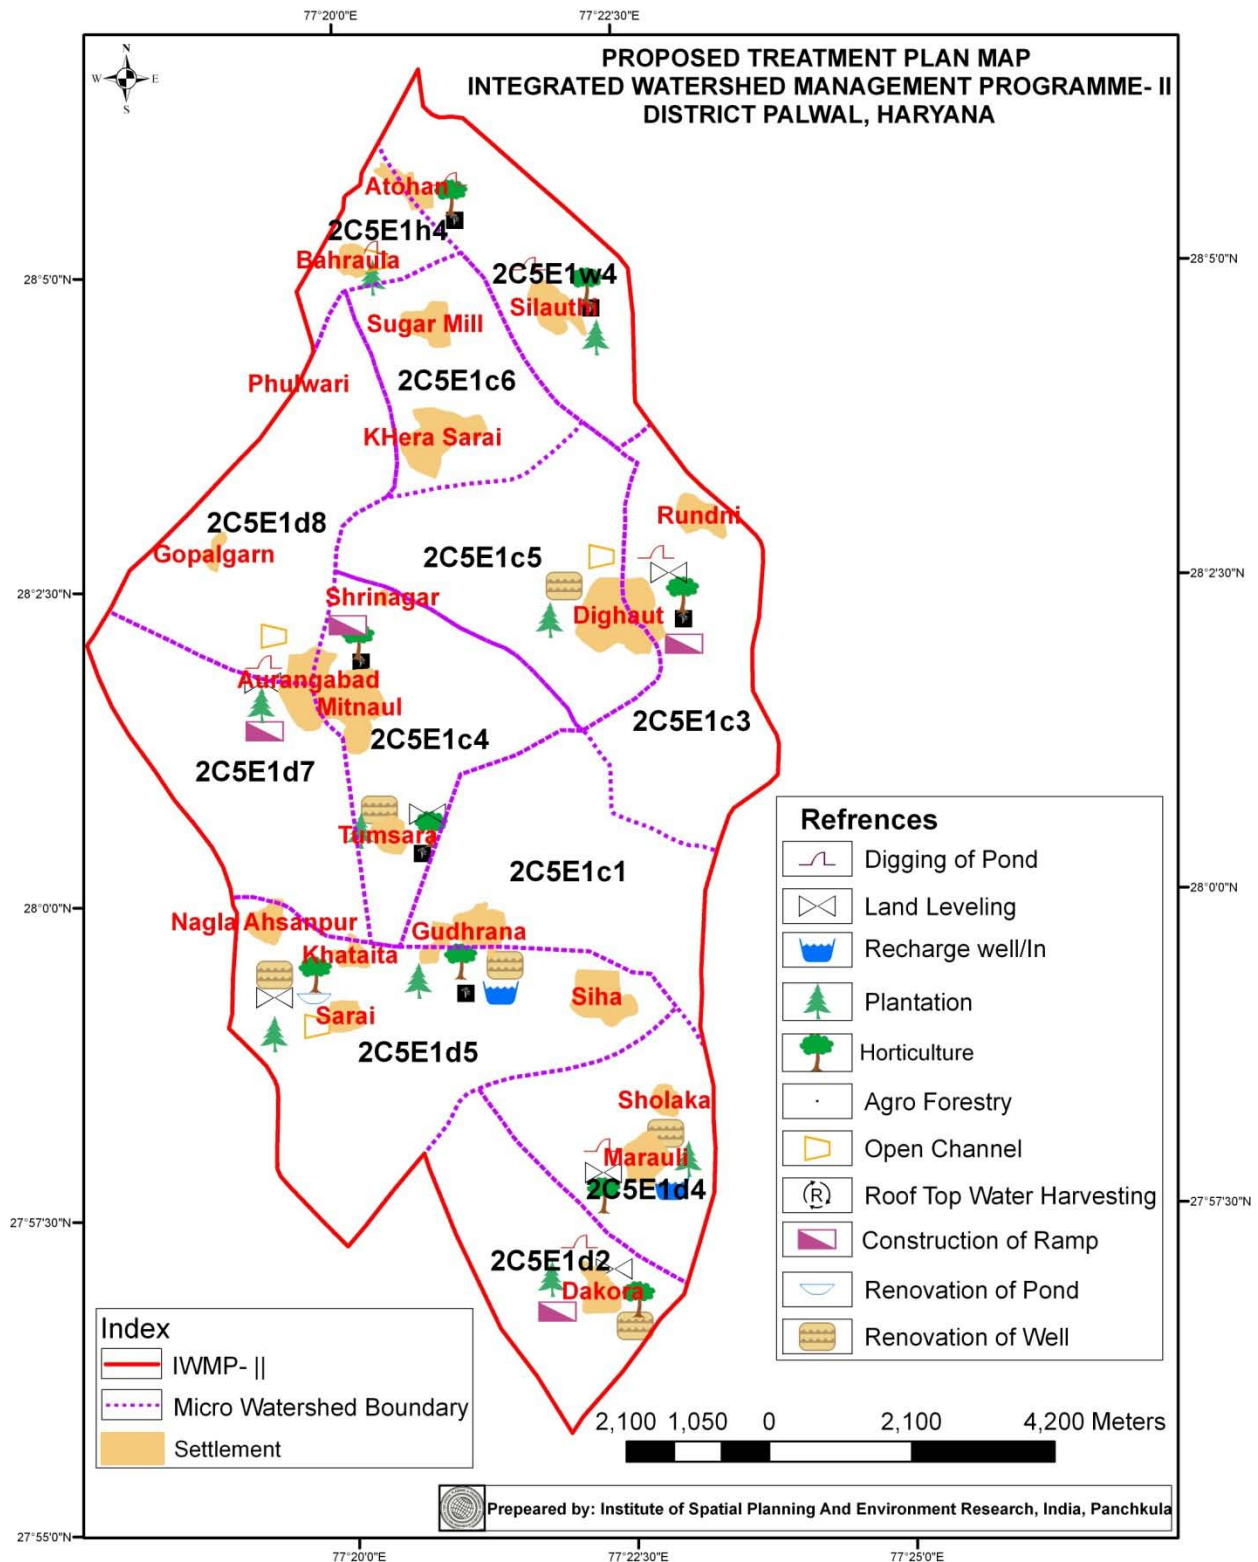 77°20'0"E
77°22'30"E
PROPOSED TREATMENT PLAN MAP
INTEGRATED WATERSHED MANAGEMENT PROGRAMME- II
DISTRICT PALWAL, HARYANA
N
W
E
S
Atohan
2C5E1h4
Bahraula
28°5'0"N
28°5'0"N
2C5E1w4
Silauthi
Sugar Mill
Phulwari
2C5E1c6
KHera Sarai
Rundni
2C5E1d8
Gopalgarn
2C5E1c5
28°2'30"N
28°2'30"N
Shrinagar
Dighaut
Aurangabad
Mitnaul
2C5E1c3
2C5E1c4
2C5E1d7
Tumsara
2C5E1c1
28°0'0"N
28°0'0"N
Nagla Ahsanpur
Gudhrana
Khataita
Siha
Sarai
2C5E1d5
Sholaka
Marauli
2C5E1d4
27°57'30"N
27°57'30"N
2C5E1d2
Dakora
Refrences
Digging of Pond
Land Leveling
Recharge well/In
Plantation
Horticulture
Agro Forestry
Open Channel
R
Roof Top Water Harvesting
Construction of Ramp
Renovation of Pond
Renovation of Well
Index
IWMP- ||
Micro Watershed Boundary
Settlement
2,100 1,050 0 2,100 4,200 Meters
Prepeared by: Institute of Spatial Planning And Environment Research, India, Panchkula
27°55'0"N
77°20'0"E
77°22'30"E
77°25'0"E